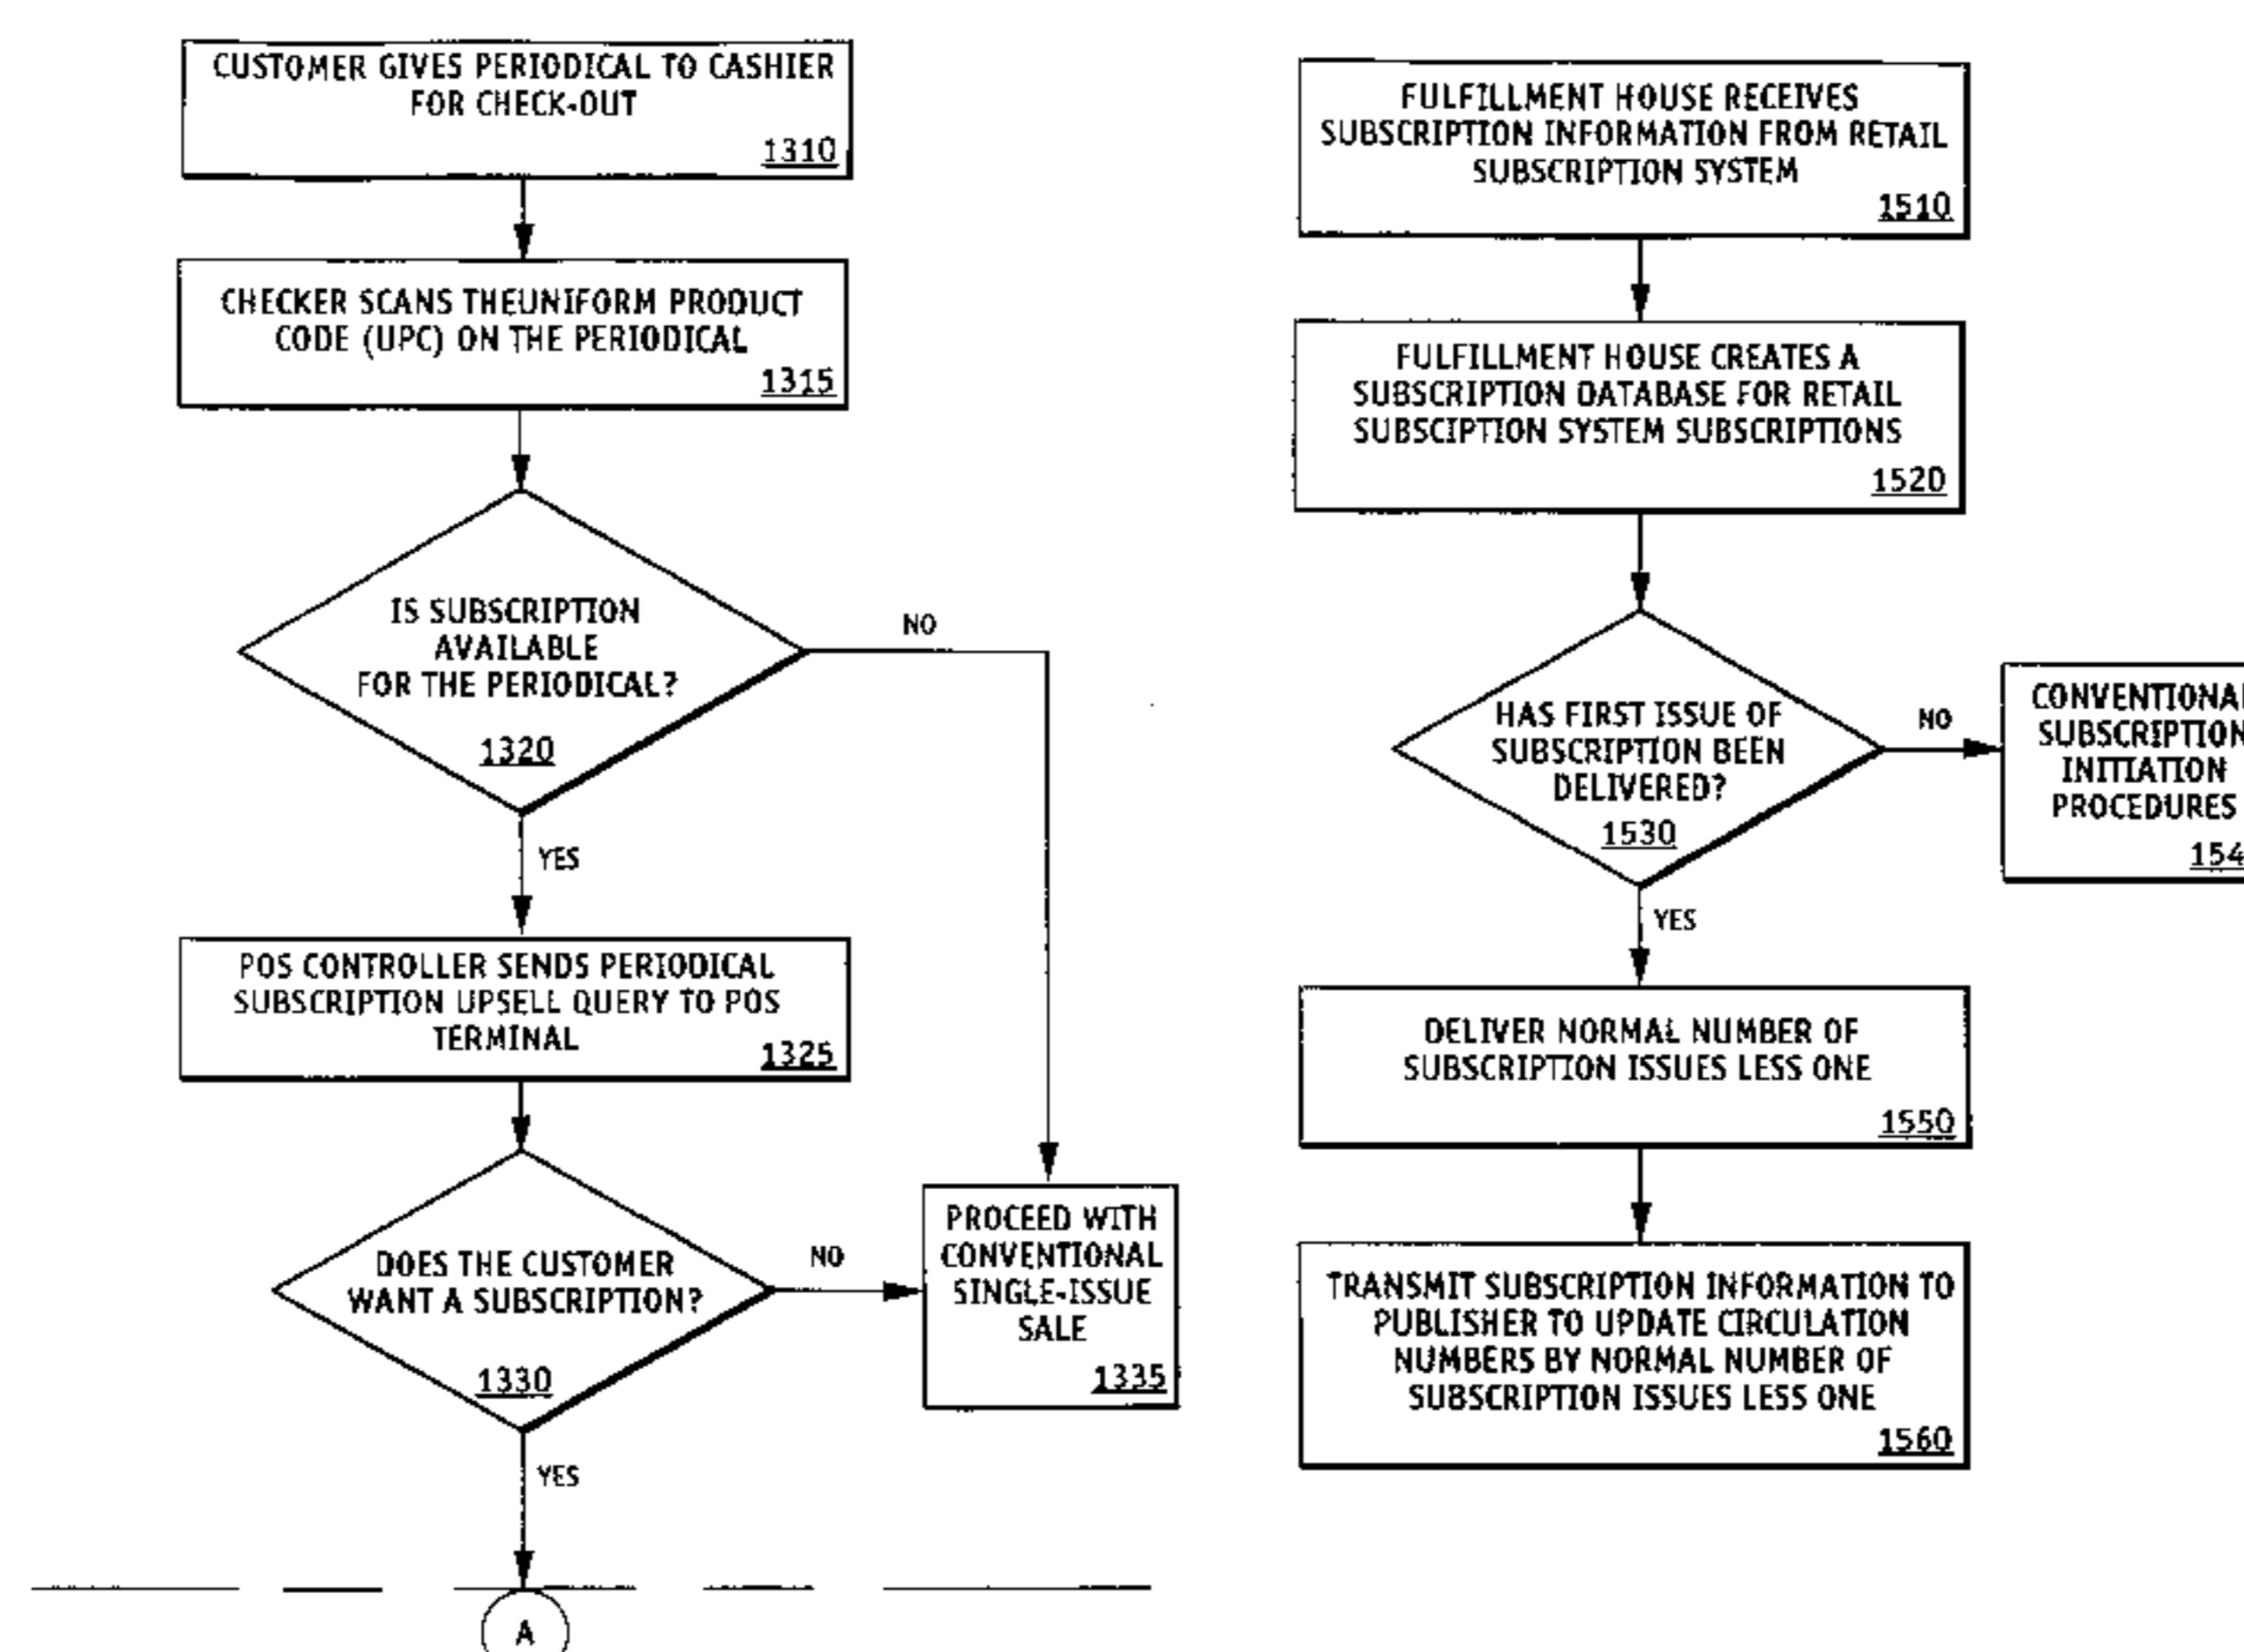 CUSTOMER GIVES PERIODICAL TO CASHIER
FOR CHECK-OUT
1310
CHECKER SCANS THEUNIFORM PRODUCT
CODE (UPC) ON THE PERIODICAL
1315
IS SUBSCRIPTION
AVAILABLE
FOR THE PERIODICAL?
1320
NO
YES
POS CONTROLLER SENDS PERIODICAL
SUBSCRIPTION UPSELL QUERY TO POS
TERMINAL
1325
DOES THE CUSTOMER
WANT A SUBSCRIPTION?
1330
NO
PROCEED WITH
CONVENTIONAL
SINGLE-ISSUE
SALE
1335
YES
A
FULFILLMENT HOUSE RECEIVES
SUBSCRIPTION INFORMATION FROM RETAIL
SUBSCRIPTION SYSTEM
1510
FULFILLMENT HOUSE CREATES A
SUBSCRIPTION DATABASE FOR RETAIL
SUBSCIPTION SYSTEM SUBSCRIPTIONS
1520
HAS FIRST ISSUE OF
SUBSCRIPTION BEEN
DELIVERED?
1530
NO
CONVENTIONAL
SUBSCRIPTION
INITIATION
PROCEDURES
154
YES
DELIVER NORMAL NUMBER OF
SUBSCRIPTION ISSUES LESS ONE
1550
TRANSMIT SUBSCRIPTION INFORMATION TO
PUBLISHER TO UPDATE CIRCULATION
NUMBERS BY NORMAL NUMBER OF
SUBSCRIPTION ISSUES LESS ONE
1560